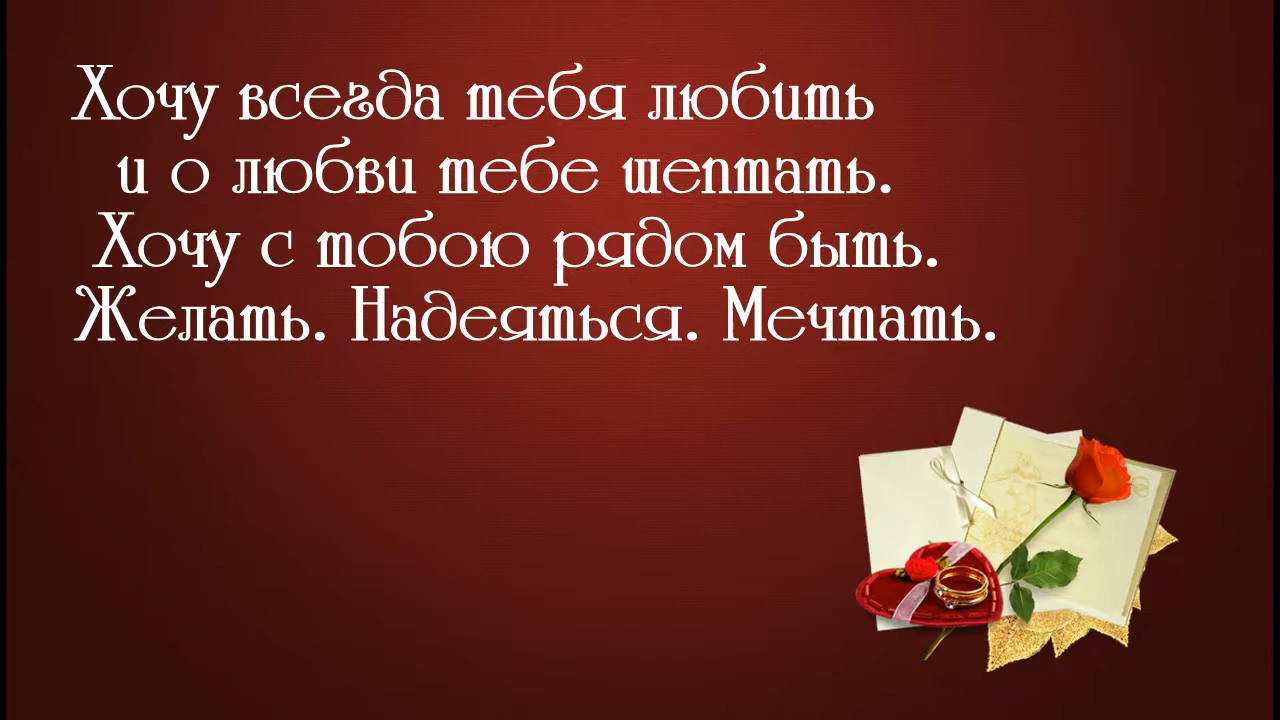 Хочу всегда тебя любить
и о любви тебе шептать.
Хочу с тобою рядом быть.
Желать. Надеяться. Мечтать.